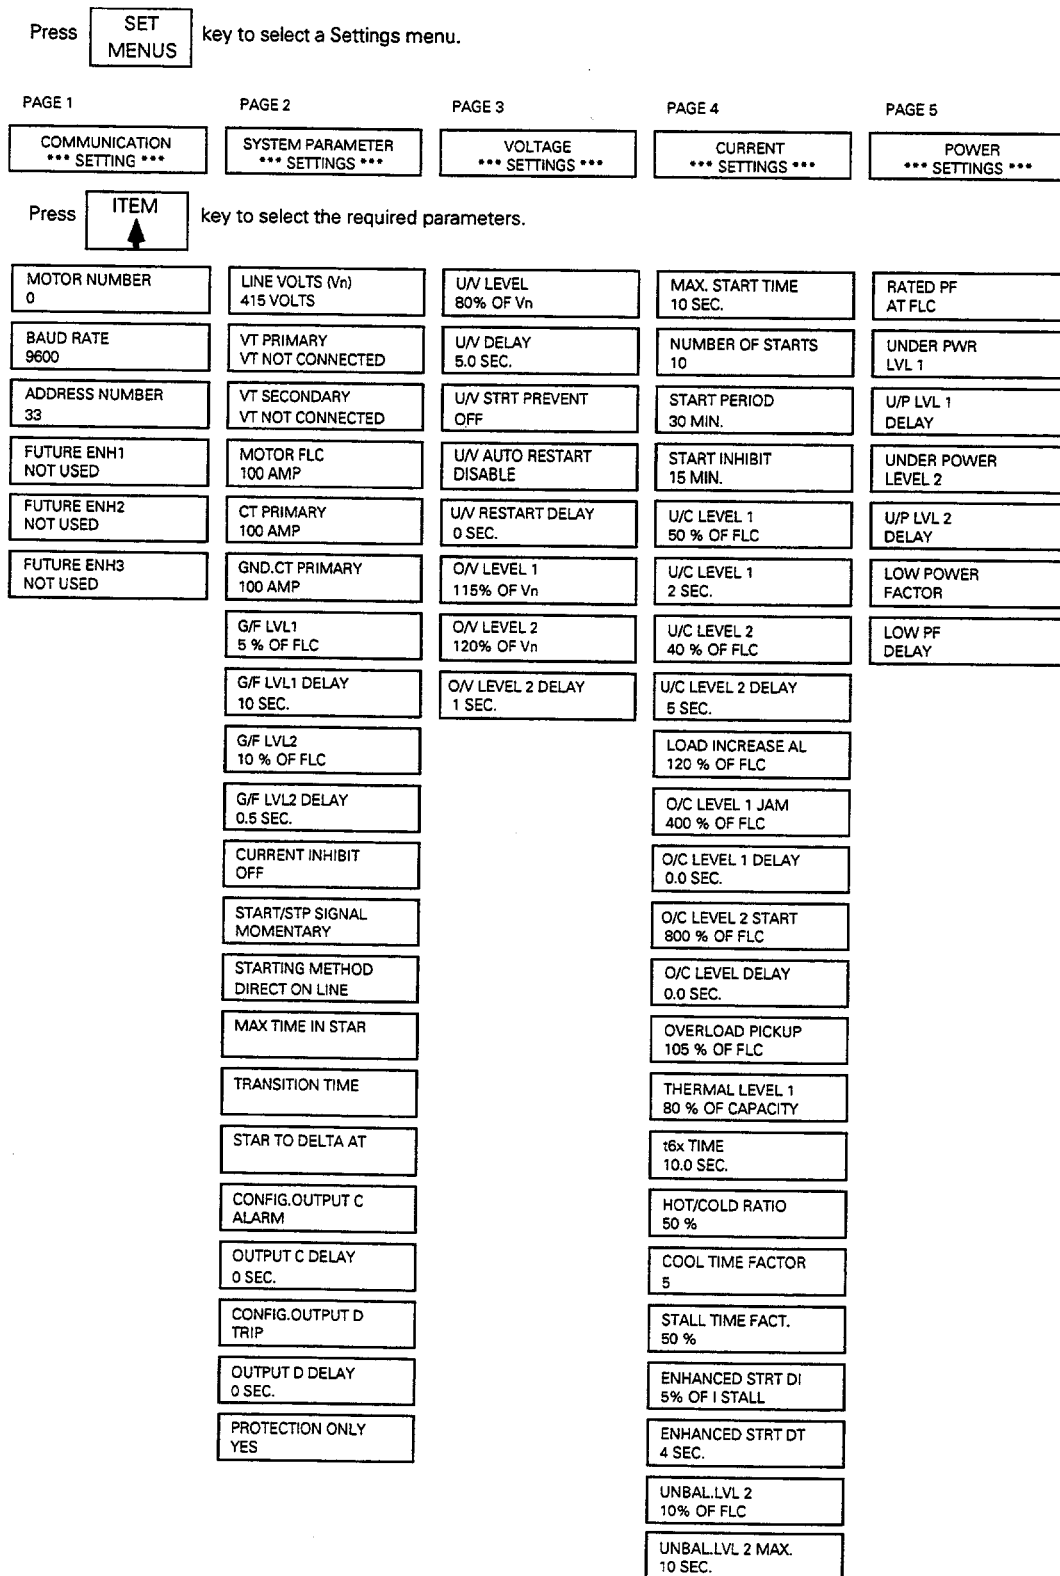 Press SET MENUS key to select a Settings menu.
PAGE 1
COMMUNICATION
*** SETTING ***
PAGE 2
SYSTEM PARAMETER
*** SETTINGS ***
PAGE 3
VOLTAGE
*** SETTINGS ***
PAGE 4
CURRENT
*** SETTINGS ***
PAGE 5
POWER
*** SETTINGS ***
Press ITEM key to select the required parameters.
MOTOR NUMBER
0
BAUD RATE
9600
ADDRESS NUMBER
33
FUTURE ENH1
NOT USED
FUTURE ENH2
NOT USED
FUTURE ENH3
NOT USED
LINE VOLTS (Vn)
415 VOLTS
VT PRIMARY
VT NOT CONNECTED
VT SECONDARY
VT NOT CONNECTED
MOTOR FLC
100 AMP
CT PRIMARY
100 AMP
GND.CT PRIMARY
100 AMP
G/F LVL1
5 % OF FLC
G/F LVL1 DELAY
10 SEC.
G/F LVL2
10 % OF FLC
G/F LVL2 DELAY
0.5 SEC.
CURRENT INHIBIT
OFF
START/STP SIGNAL
MOMENTARY
STARTING METHOD
DIRECT ON LINE
MAX TIME IN STAR
TRANSITION TIME
STAR TO DELTA AT
CONFIG.OUTPUT C
ALARM
OUTPUT C DELAY
0 SEC.
CONFIG.OUTPUT D
TRIP
OUTPUT D DELAY
0 SEC.
PROTECTION ONLY
YES
U/V LEVEL
80% OF Vn
U/V DELAY
5.0 SEC.
U/V STRT PREVENT
OFF
U/V AUTO RESTART
DISABLE
U/V RESTART DELAY
0 SEC.
O/V LEVEL 1
115% OF Vn
O/V LEVEL 2
120% OF Vn
O/V LEVEL 2 DELAY
1 SEC.
MAX. START TIME
10 SEC.
NUMBER OF STARTS
10
START PERIOD
30 MIN.
START INHIBIT
15 MIN.
U/C LEVEL 1
50 % OF FLC
U/C LEVEL 1
2 SEC.
U/C LEVEL 2
40 % OF FLC
U/C LEVEL 2 DELAY
5 SEC.
LOAD INCREASE AL
120 % OF FLC
O/C LEVEL 1 JAM
400 % OF FLC
O/C LEVEL 1 DELAY
0.0 SEC.
O/C LEVEL 2 START
800 % OF FLC
O/C LEVEL DELAY
0.0 SEC.
OVERLOAD PICKUP
105 % OF FLC
THERMAL LEVEL 1
80 % OF CAPACITY
t6x TIME
10.0 SEC.
HOT/COLD RATIO
50 %
COOL TIME FACTOR
5
STALL TIME FACT.
50 %
ENHANCED STRT DI
5% OF I STALL
ENHANCED STRT DT
4 SEC.
UNBAL.LVL 2
10% OF FLC
UNBAL.LVL 2 MAX.
10 SEC.
RATED PF
AT FLC
UNDER PWR
LVL 1
U/P LVL 1
DELAY
UNDER POWER
LEVEL 2
U/P LVL 2
DELAY
LOW POWER
FACTOR
LOW PF
DELAY